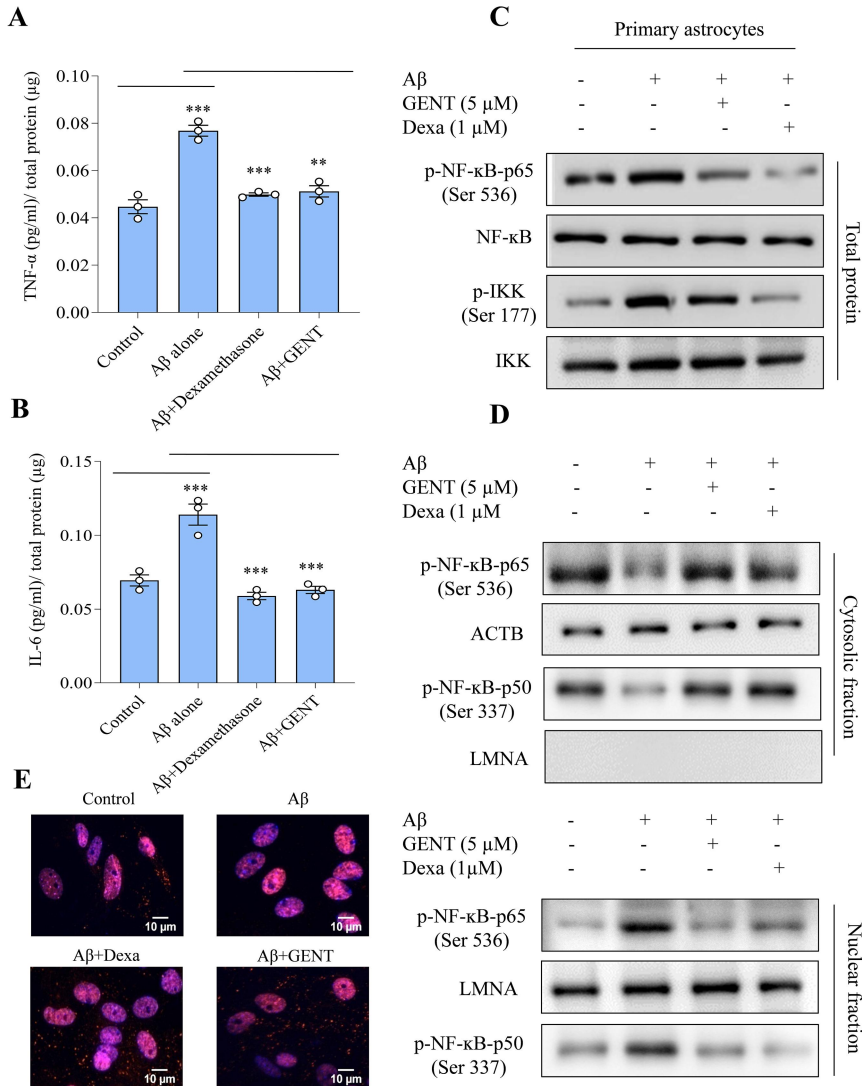 A
TNF-α (pg/ml)/ total protein (µg)
0.10
0.08
0.06
0.04
0.02
0.00
***
***
**
Control
Aβ alone
Aβ+Dexamethasone
Aβ+GENT
B
IL-6 (pg/ml)/ total protein (µg)
0.15
0.10
0.05
0.00
***
***
***
Control
Aβ alone
Aβ+Dexamethasone
Aβ+GENT
C
Primary astrocytes
Aβ - + + +
GENT (5 µM) - - + -
Dexa (1 µM) - - - +
p-NF-κB-p65
(Ser 536)
NF-κB
p-IKK
(Ser 177)
IKK
Total protein
D
Aβ - + + +
GENT (5 µM) - - + -
Dexa (1 µM - - - +
p-NF-κB-p65
(Ser 536)
ACTB
p-NF-κB-p50
(Ser 337)
LMNA
Cytosolic fraction
Aβ - + + +
GENT (5 µM) - - + -
Dexa (1µM) - - - +
p-NF-κB-p65
(Ser 536)
LMNA
p-NF-κB-p50
(Ser 337)
Nuclear fraction
E
Control
10 µm
Aβ
10 µm
Aβ+Dexa
10 µm
Aβ+GENT
10 µm